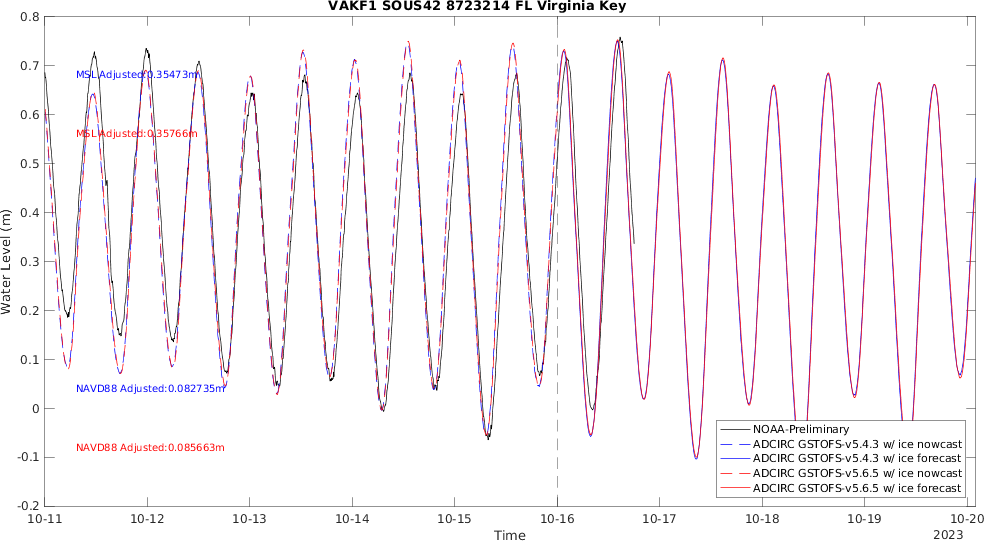 VAKF1 SOUS42 8723214 FL Virginia Key
0.8
0.7
0.6
0.5
0.4
0.3
0.2
0.1
0
-0.1
-0.2
Water Level (m)
MSL Adjusted:0.35473m
MSL Adjusted:0.35766m
NAVD88 Adjusted:0.082735m
NAVD88 Adjusted:0.085663m
NOAA-Preliminary
ADCIRC GSTOFS-v5.4.3 w/ ice nowcast
ADCIRC GSTOFS-v5.4.3 w/ ice forecast
ADCIRC GSTOFS-v5.6.5 w/ ice nowcast
ADCIRC GSTOFS-v5.6.5 w/ ice forecast
10-11 10-12 10-13 10-14 10-15 10-16 10-17 10-18 10-19 10-20
Time
2023